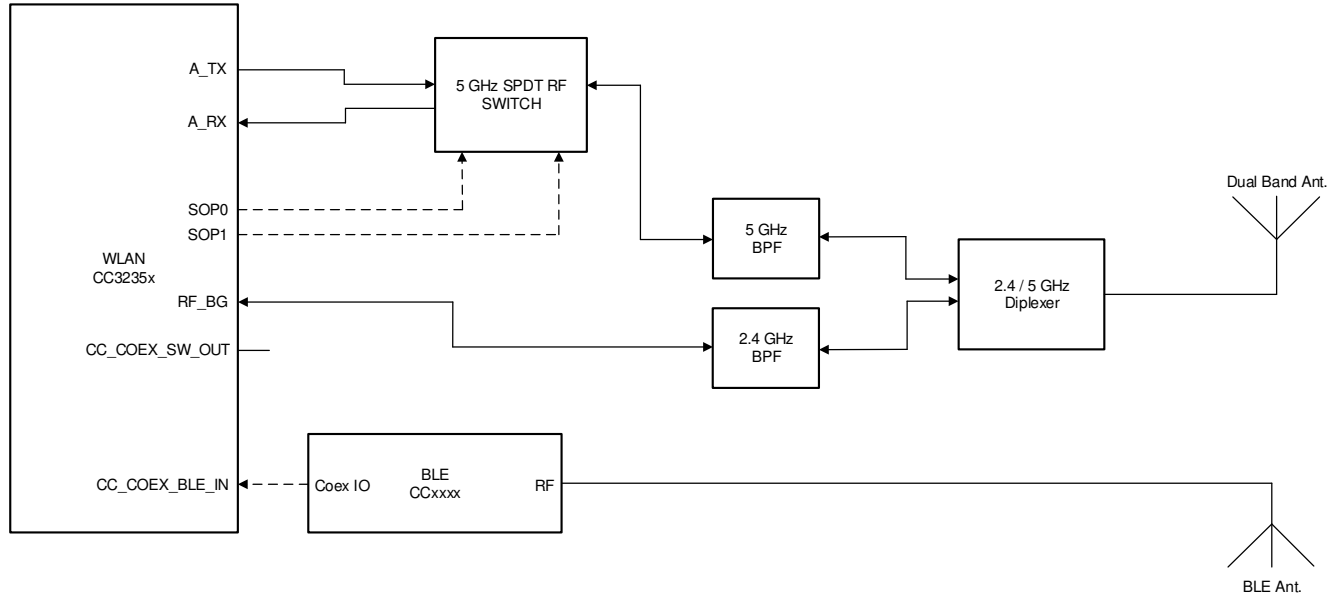 A_TX
A_RX
SOP0
SOP1
WLAN
CC3235x
RF_BG
CC_COEX_SW_OUT
CC_COEX_BLE_IN
5 GHz SPDT RF
SWITCH
5 GHz
BPF
2.4 GHz
BPF
2.4 / 5 GHz
Diplexer
Dual Band Ant.
Coex IO
BLE
CCxxxx
RF
BLE Ant.